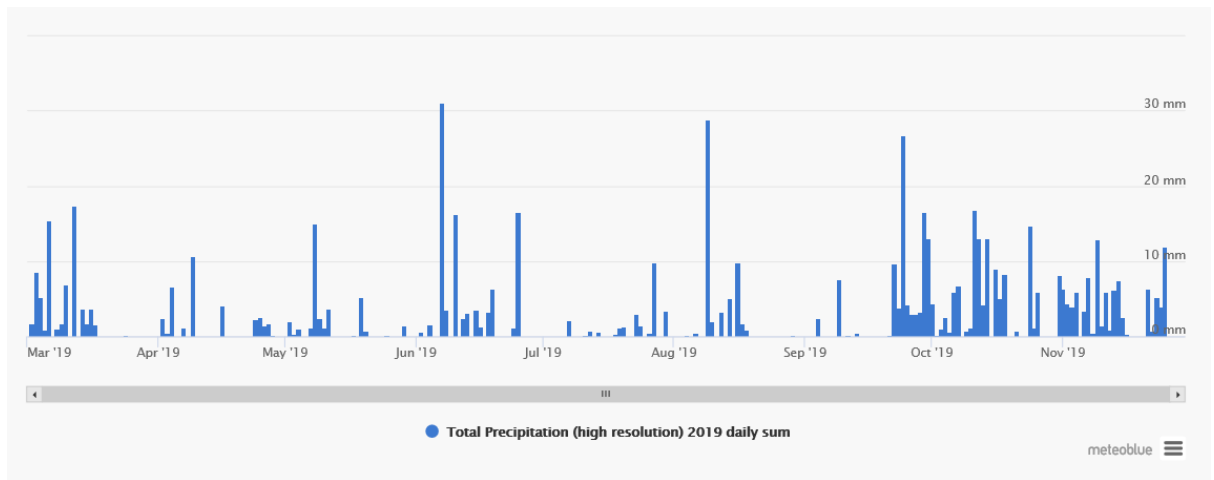 30 mm
20 mm
10 mm
0 mm
Mar '19 Apr '19 May '19 Jun '19 Jul '19 Aug '19 Sep '19 Oct '19 Nov '19
Total Precipitation (high resolution) 2019 daily sum
meteoblue